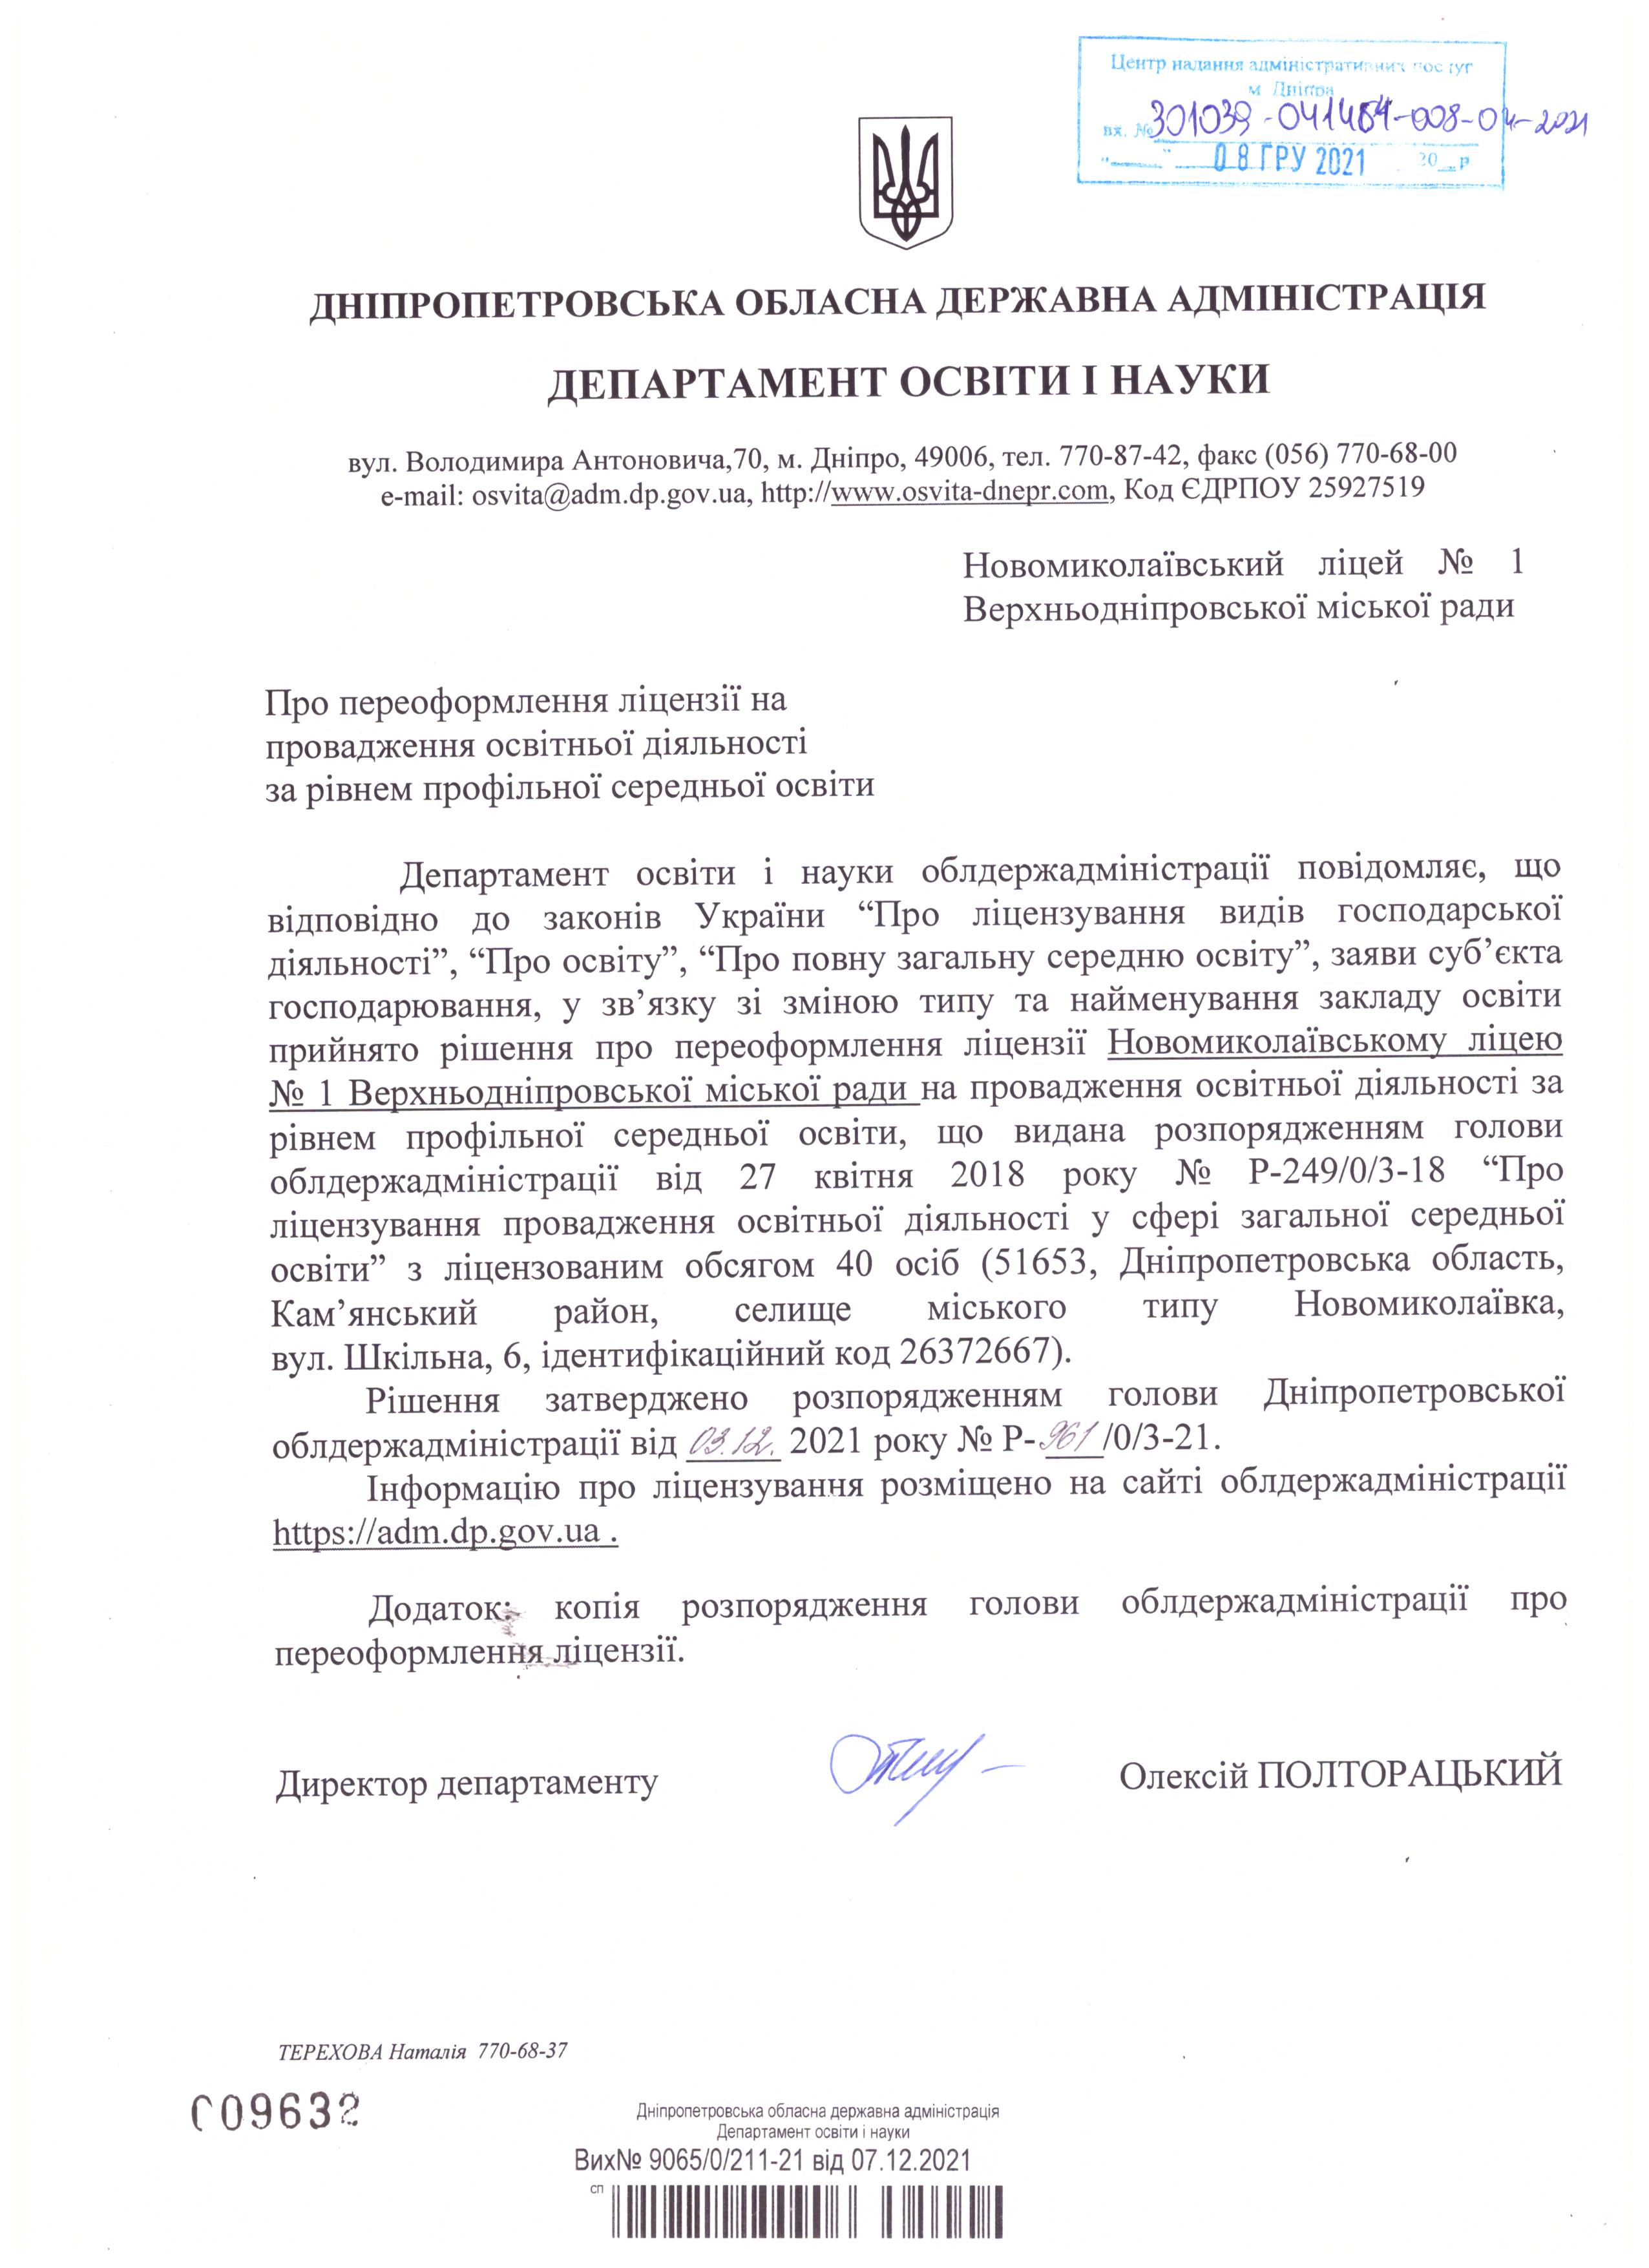 Центр надання адміністративних послуг
м Дніпра
вх. № 301039-041464-008-04-2021
08 ГРУ 2021 20 р
ДНІПРОПЕТРОВСЬКА ОБЛАСНА ДЕРЖАВНА АДМІНІСТРАЦІЯ
ДЕПАРТАМЕНТ ОСВІТИ І НАУКИ
вул. Володимира Антоновича,70, м. Дніпро, 49006, тел. 770-87-42, факс (056) 770-68-00
e-mail: osvita@adm.dp.gov.ua, http://www.osvita-dnepr.com, Код ЄДРПОУ 25927519
Новомиколаївський ліцей № 1
Верхньодніпровської міської ради
Про переоформлення ліцензії на
провадження освітньої діяльності
за рівнем профільної середньої освіти
Департамент освіти і науки облдержадміністрації повідомляє, що
відповідно до законів України “Про ліцензування видів господарської
діяльності”, “Про освіту”, “Про повну загальну середню освіту”, заяви суб’єкта
господарювання, у зв’язку зі зміною типу та найменування закладу освіти
прийнято рішення про переоформлення ліцензії Новомиколаївському ліцею
№ 1 Верхньодніпровської міської ради на провадження освітньої діяльності за
рівнем профільної середньої освіти, що видана розпорядженням голови
облдержадміністрації від 27 квітня 2018 року № Р-249/0/3-18 “Про
ліцензування провадження освітньої діяльності у сфері загальної середньої
освіти” з ліцензованим обсягом 40 осіб (51653, Дніпропетровська область,
Кам’янський район, селище міського типу Новомиколаївка,
вул. Шкільна, 6, ідентифікаційний код 26372667).
Рішення затверджено розпорядженням голови Дніпропетровської
облдержадміністрації від 03.12. 2021 року № Р-961/0/3-21.
Інформацію про ліцензування розміщено на сайті облдержадміністрації
https://adm.dp.gov.ua .
Додаток: копія розпорядження голови облдержадміністрації про
переоформлення ліцензії.
Директор департаменту Олексій ПОЛТОРАЦЬКИЙ
ТЕРЕХОВА Наталія 770-68-37
009632
Дніпропетровська обласна державна адміністрація
Департамент освіти і науки
Вих№ 9065/0/211-21 від 07.12.2021
СП